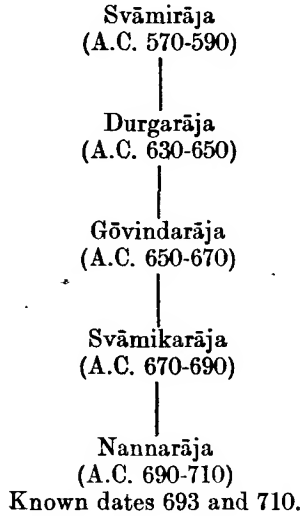 Svāmirāja
(A.C. 570-590)
Durgarāja
(A.C. 630-650)
Gōvindarāja
(A.C. 650-670)
Svāmikarāja
(A.C. 670-690)
Nannarāja
(A.C. 690-710)
Known dates 693 and 710.